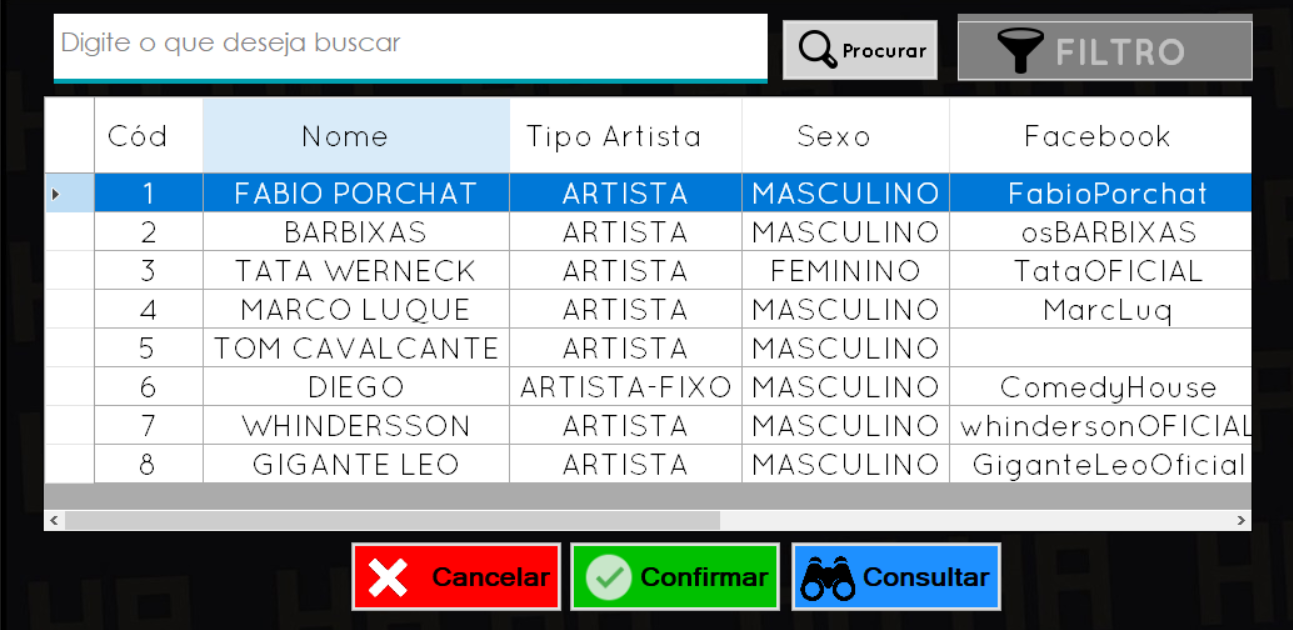 Digite o que deseja buscar
Procurar
FILTRO
Cód Nome Tipo Artista Sexo Facebook
1 FABIO PORCHAT ARTISTA MASCULINO FabioPorchat
2 BARBIXAS ARTISTA MASCULINO osBARBIXAS
3 TATA WERNECK ARTISTA FEMININO TataOFICIAL
4 MARCO LUQUE ARTISTA MASCULINO MarcLuq
5 TOM CAVALCANTE ARTISTA MASCULINO
6 DIEGO ARTISTA-FIXO MASCULINO ComedyHouse
7 WHINDERSSON ARTISTA MASCULINO whindersonOFICIAL
8 GIGANTE LEO ARTISTA MASCULINO GiganteLeoOficial
Cancelar
Confirmar
Consultar